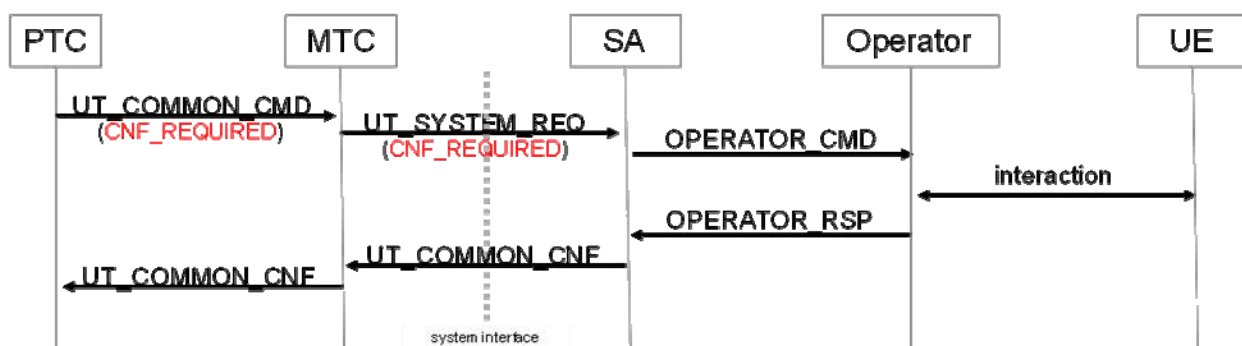 PTC MTC SA Operator UE
UT_COMMON_CMD
(CNF_REQUIRED)
UT_SYSTEM_REQ
(CNF_REQUIRED)
OPERATOR_CMD
interaction
OPERATOR_RSP
UT_COMMON_CNF
UT_COMMON_CNF
system interface